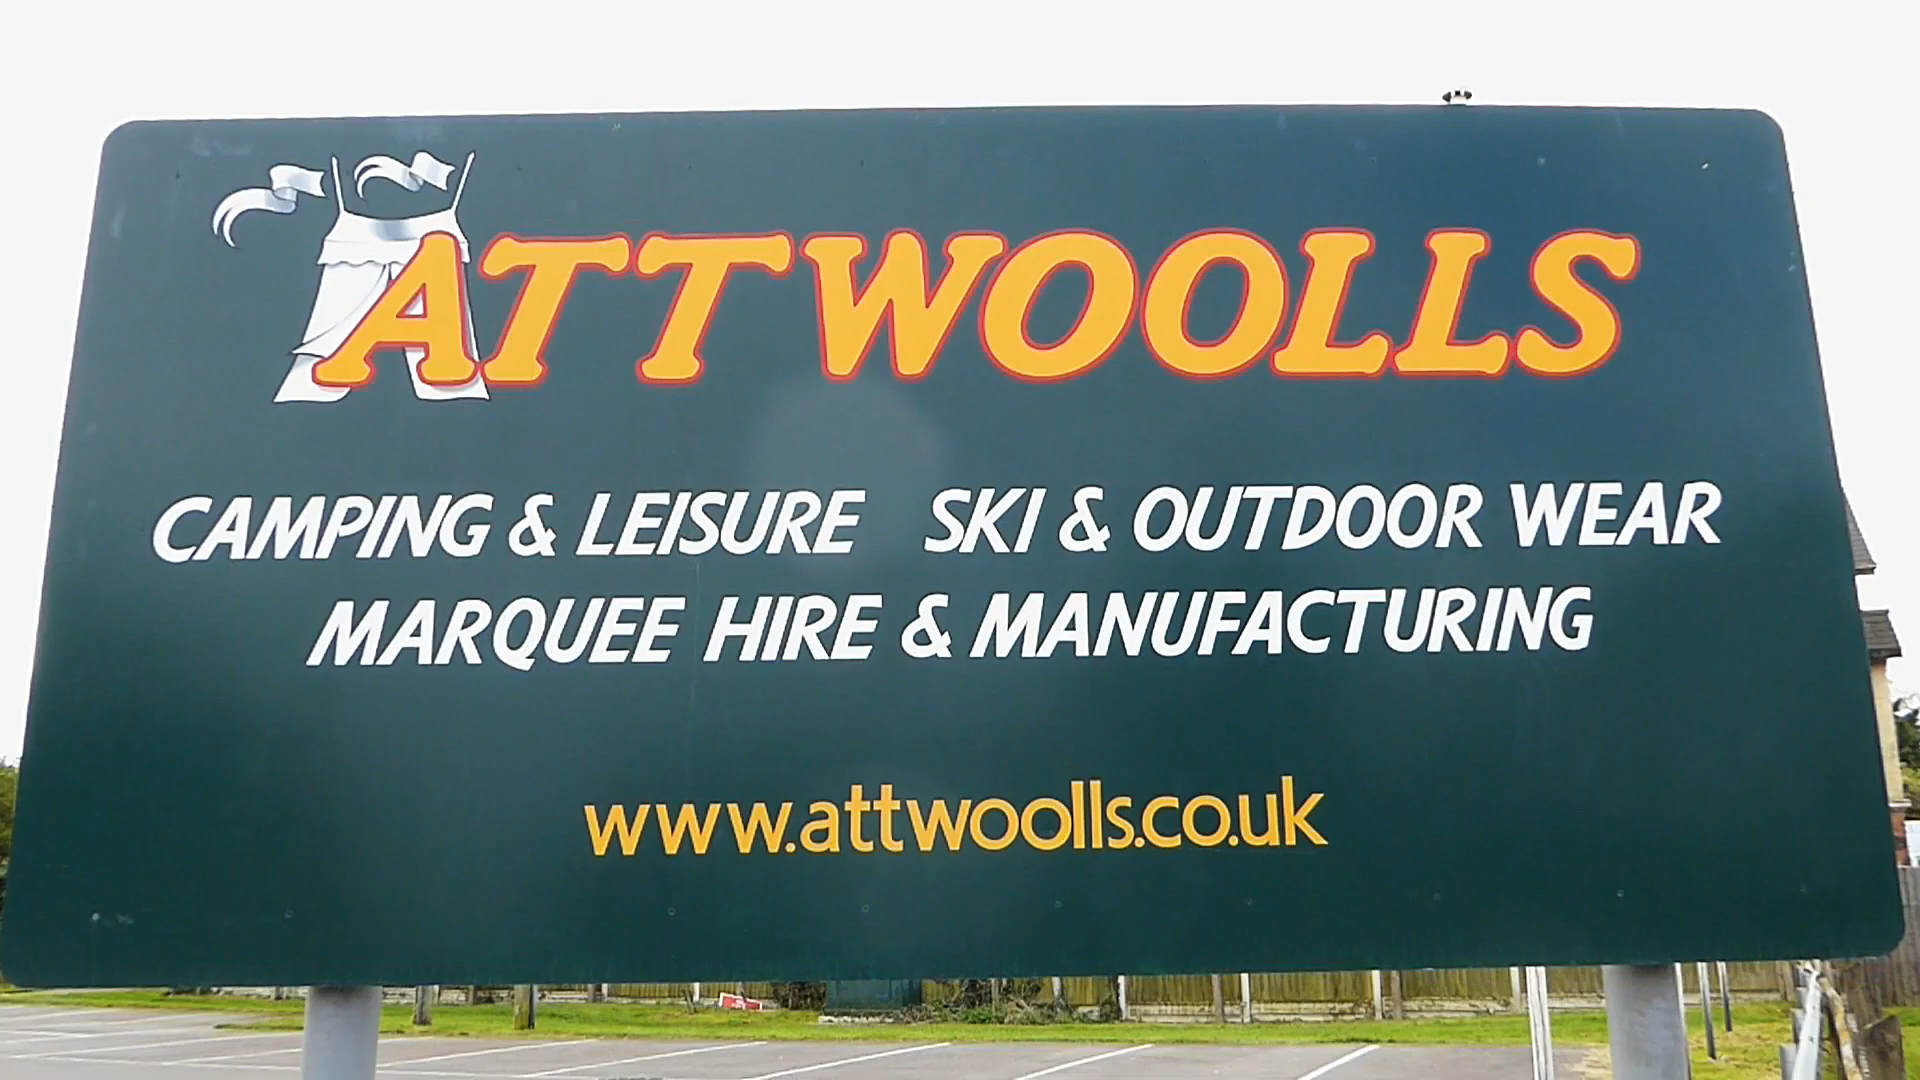 ATTWOOLLS
CAMPING & LEISURE SKI & OUTDOOR WEAR
MARQUEE HIRE & MANUFACTURING
www.attwoolls.co.uk